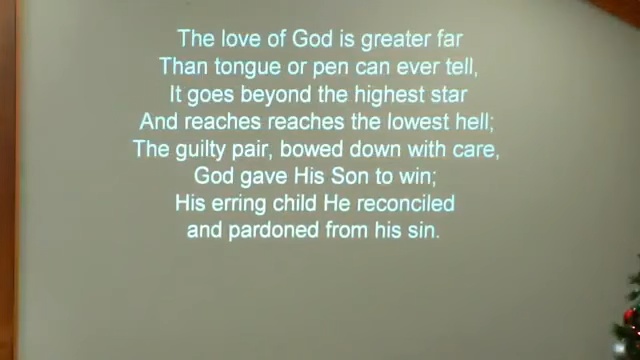 The love of God is greater far
Than tongue or pen can ever tell,
It goes beyond the highest star
And reaches reaches the lowest hell;
The guilty pair, bowed down with care,
God gave His Son to win;
His erring child He reconciled
and pardoned from his sin.